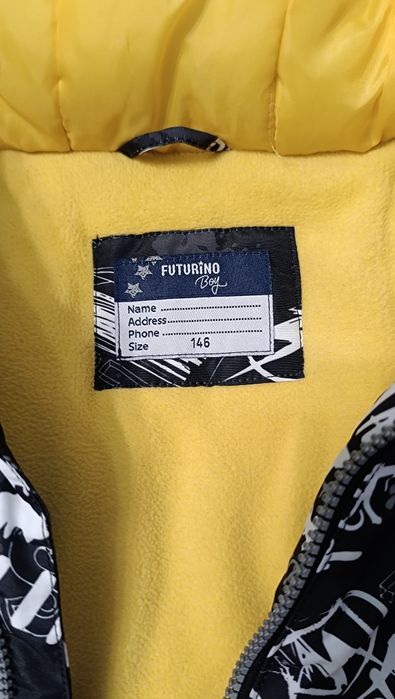 FUTURiNO
Boy
Name
Address
Phone
Size 146